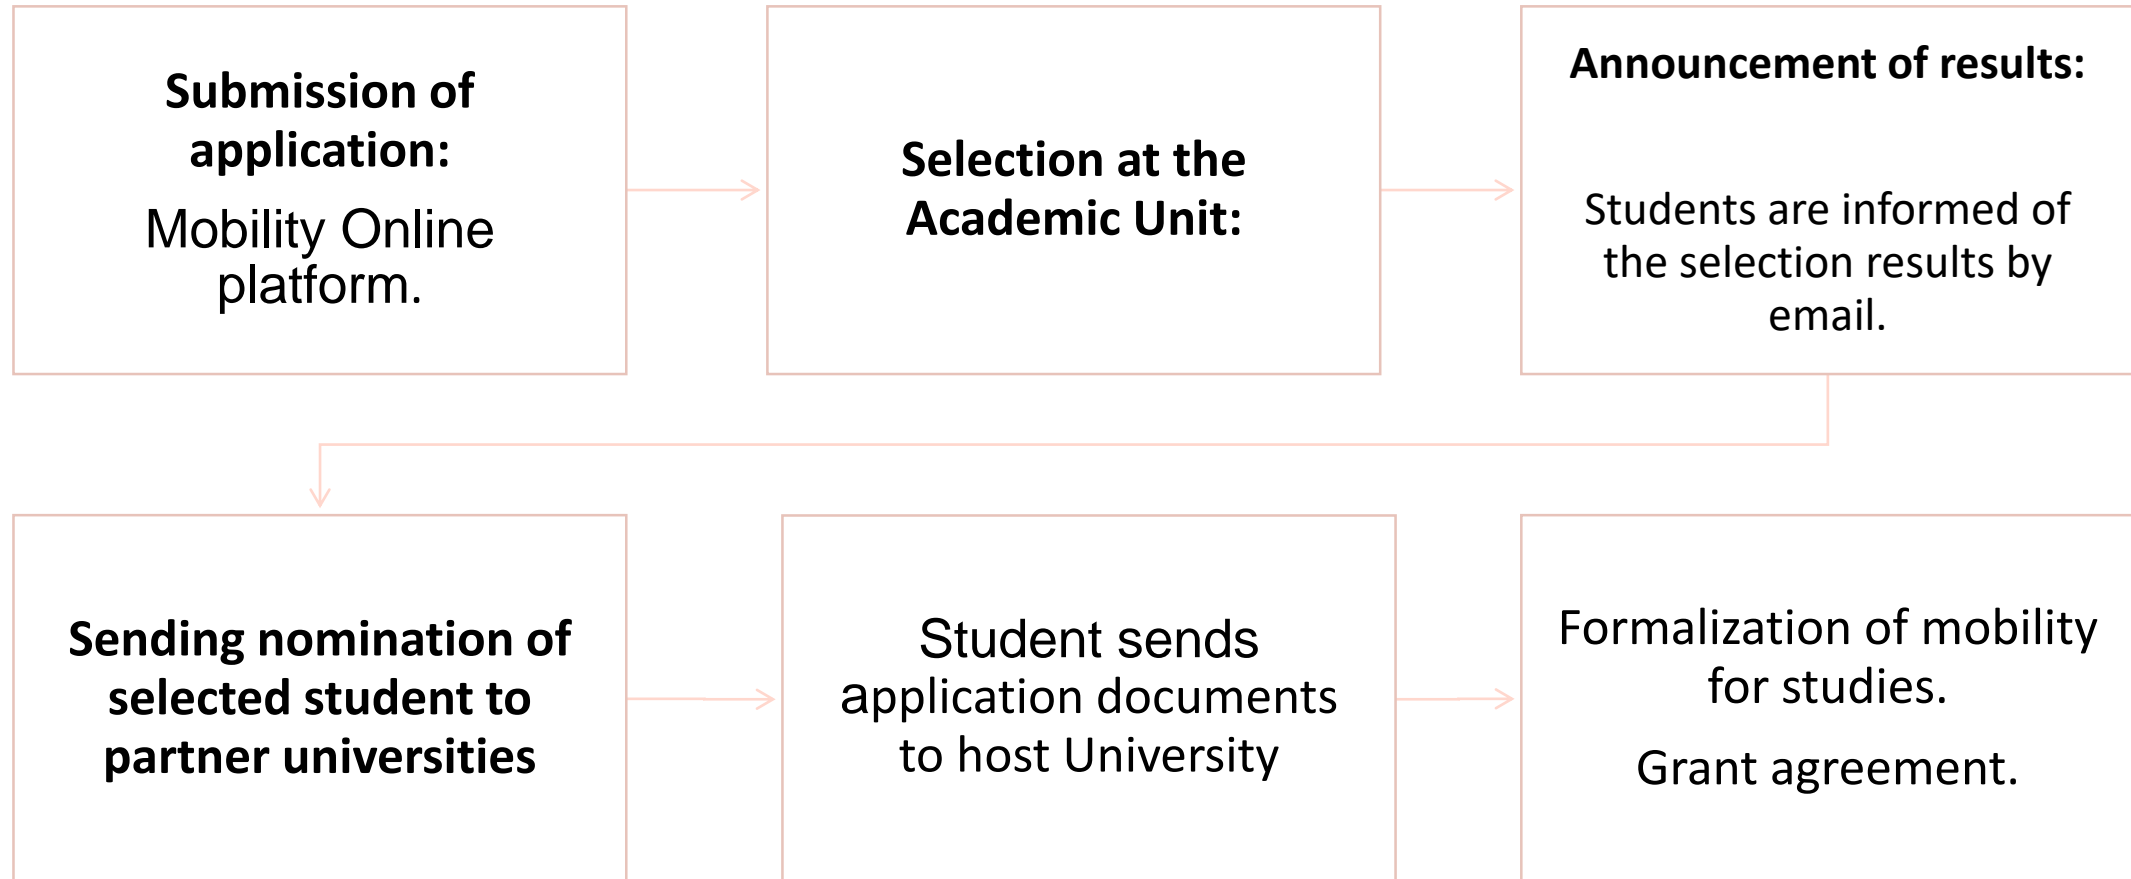 Submission of
application:
Mobility Online
platform.
Selection at the
Academic Unit:
Announcement of results:
Students are informed of
the selection results by
email.
Sending nomination of
selected student to
partner universities
Student sends
application documents
to host University
Formalization of mobility
for studies.
Grant agreement.